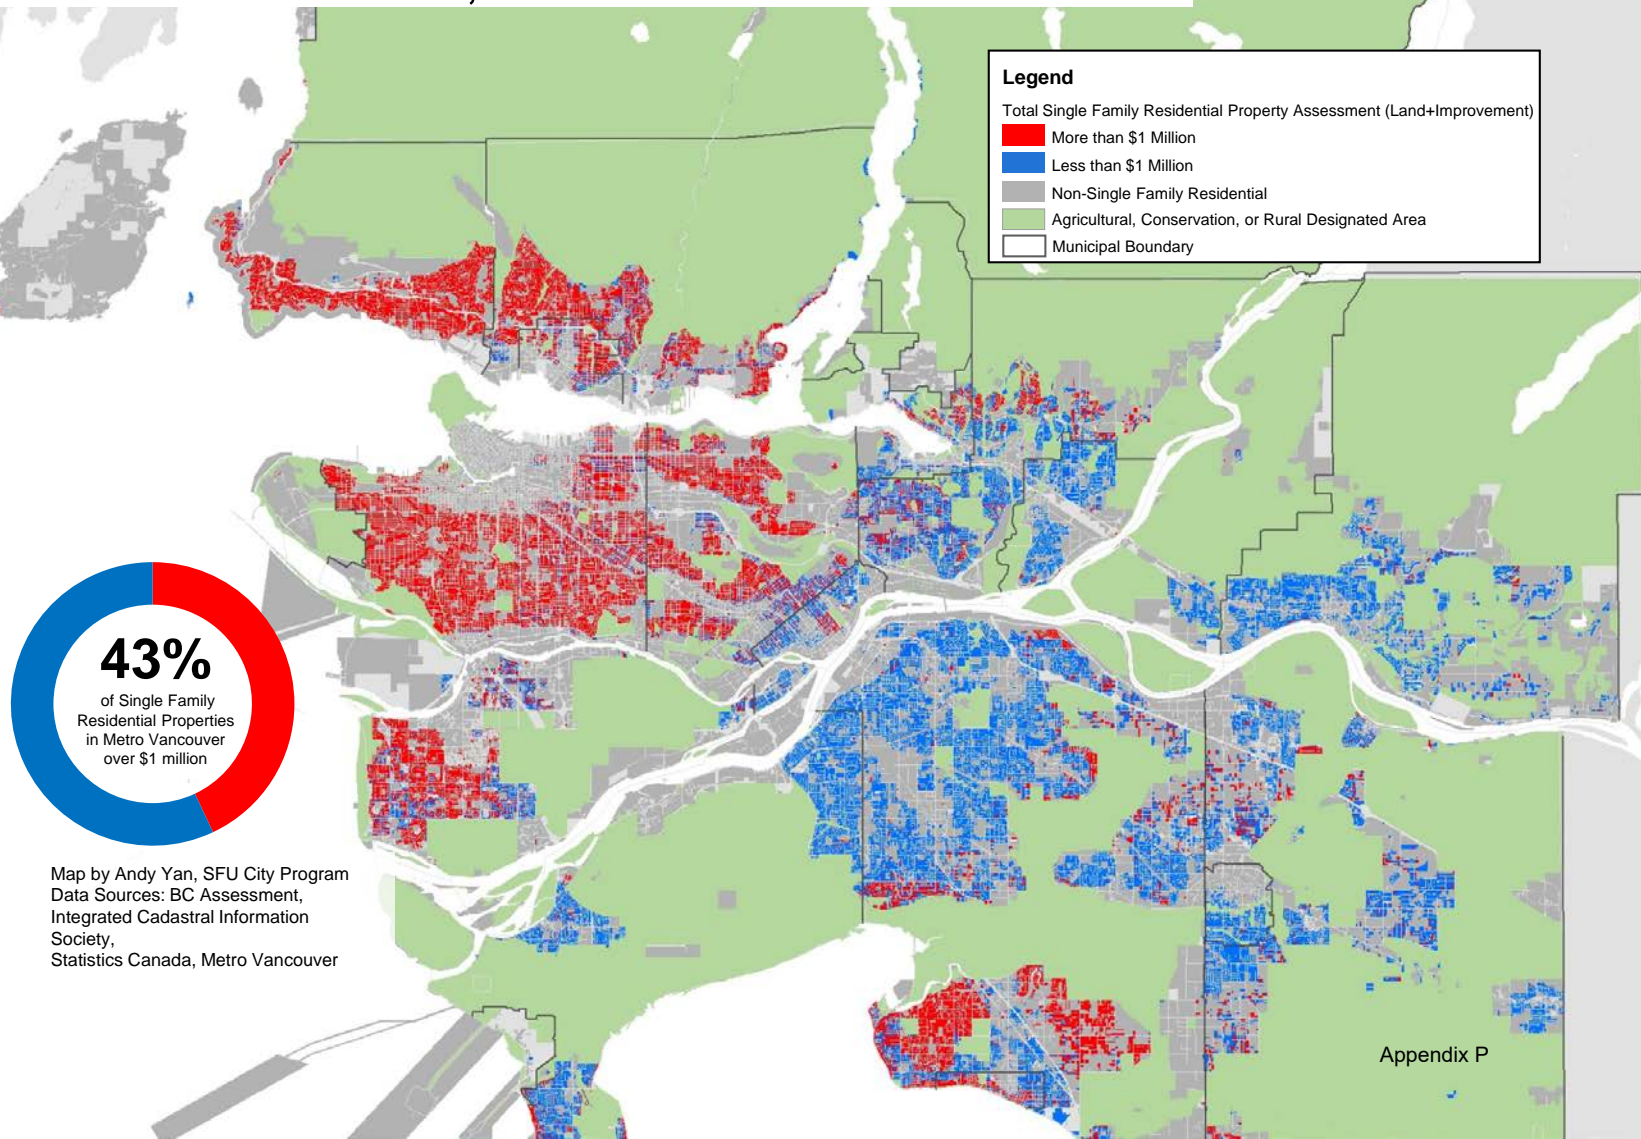 Legend
Total Single Family Residential Property Assessment (Land+Improvement)
More than $1 Million
Less than $1 Million
Non-Single Family Residential
Agricultural, Conservation, or Rural Designated Area
Municipal Boundary
43%
of Single Family
Residential Properties
in Metro Vancouver
over $1 million
Map by Andy Yan, SFU City Program
Data Sources: BC Assessment,
Integrated Cadastral Information
Society,
Statistics Canada, Metro Vancouver
Appendix P